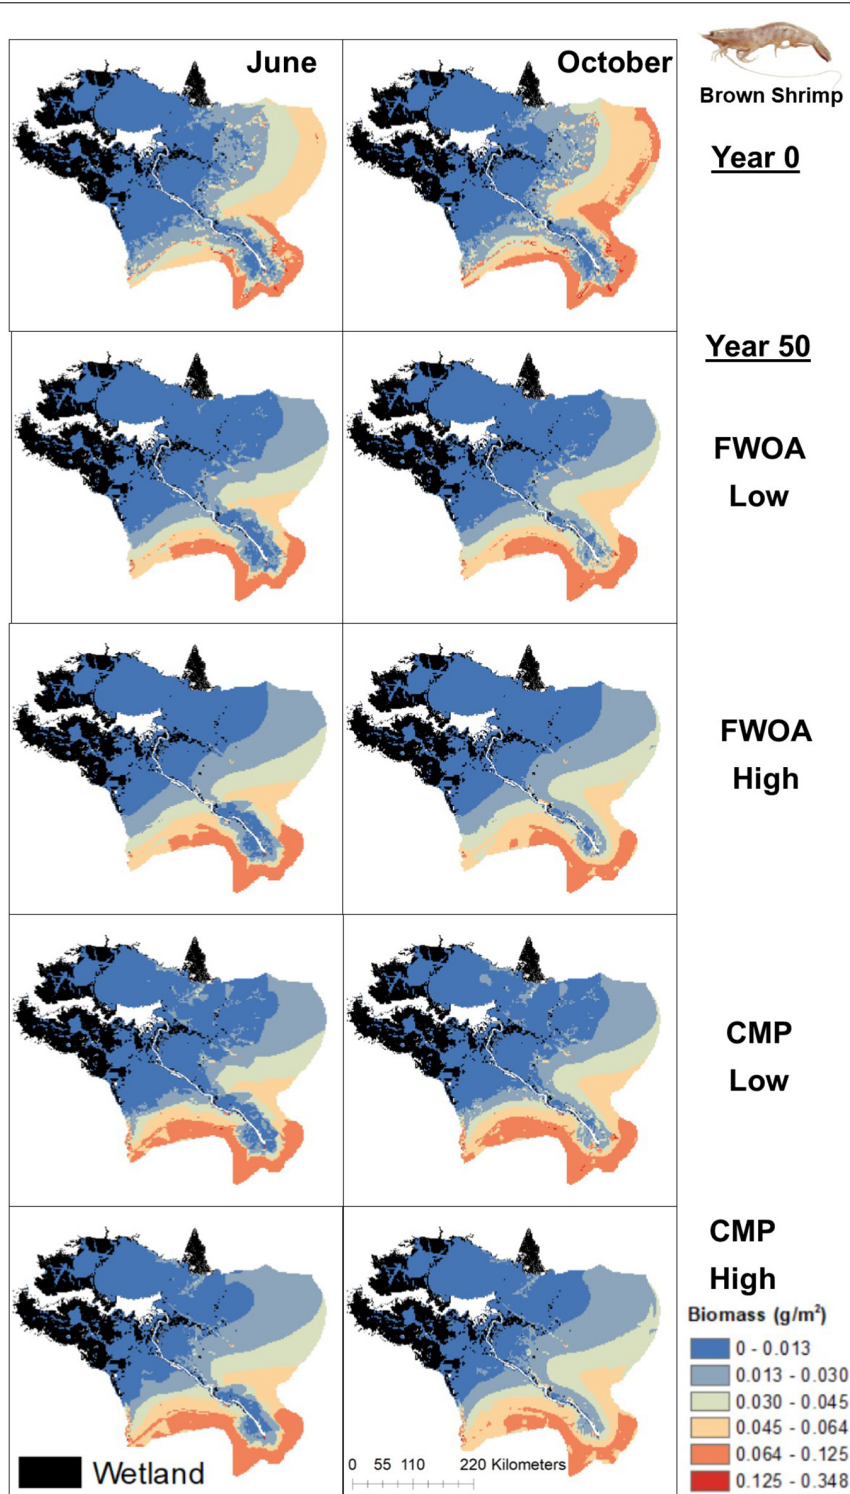 June
October
Brown Shrimp
Year 0
Year 50
FWOA
Low
FWOA
High
CMP
Low
CMP
High
Biomass (g/m²)
0 - 0.013
0.013 - 0.030
0.030 - 0.045
0.045 - 0.064
0.064 - 0.125
0.125 - 0.348
Wetland
0 55 110 220 Kilometers